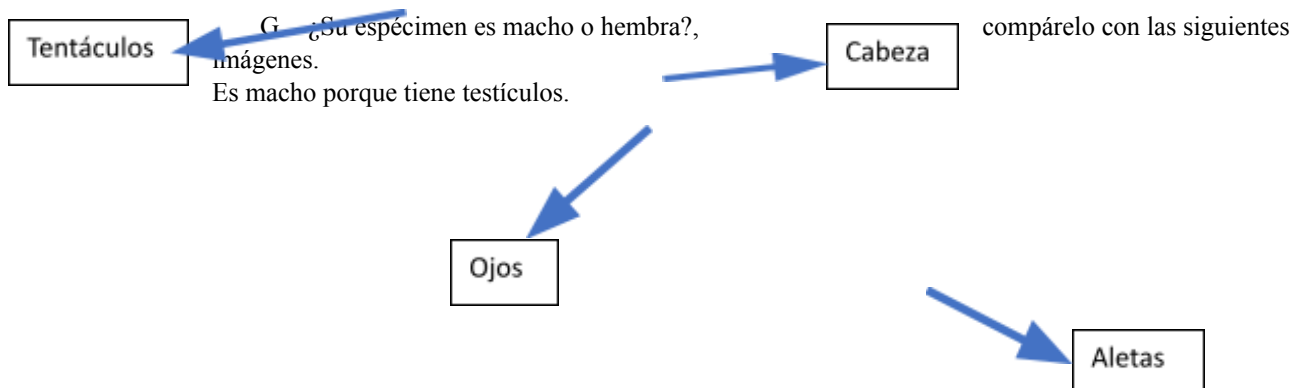 G. ¿Su espécimen es macho o hembra?, compárelo con las siguientes
imágenes.
Es macho porque tiene testículos.
Tentáculos
Cabeza
Ojos
Aletas